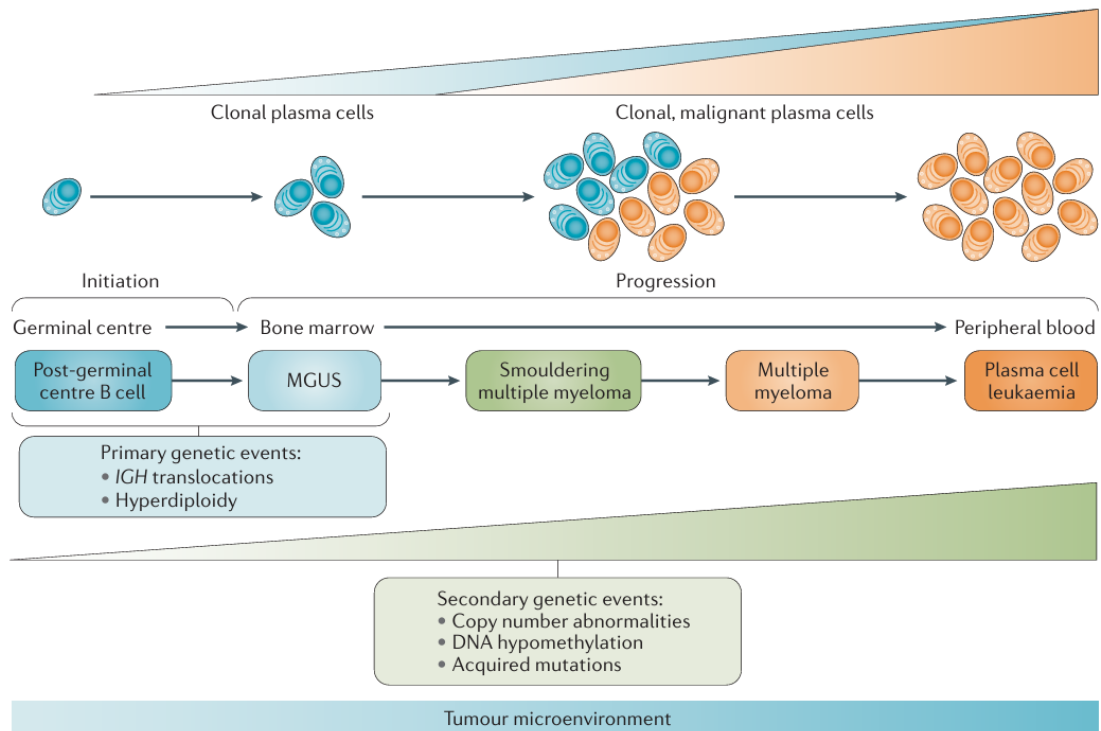 Clonal plasma cells
Clonal, malignant plasma cells
Initiation
Progression
Germinal centre
Bone marrow
Peripheral blood
Post-germinal
centre B cell
MGUS
Smouldering
multiple myeloma
Multiple
myeloma
Plasma cell
leukaemia
Primary genetic events:
• IGH translocations
• Hyperdiploidy
Secondary genetic events:
• Copy number abnormalities
• DNA hypomethylation
• Acquired mutations
Tumour microenvironment